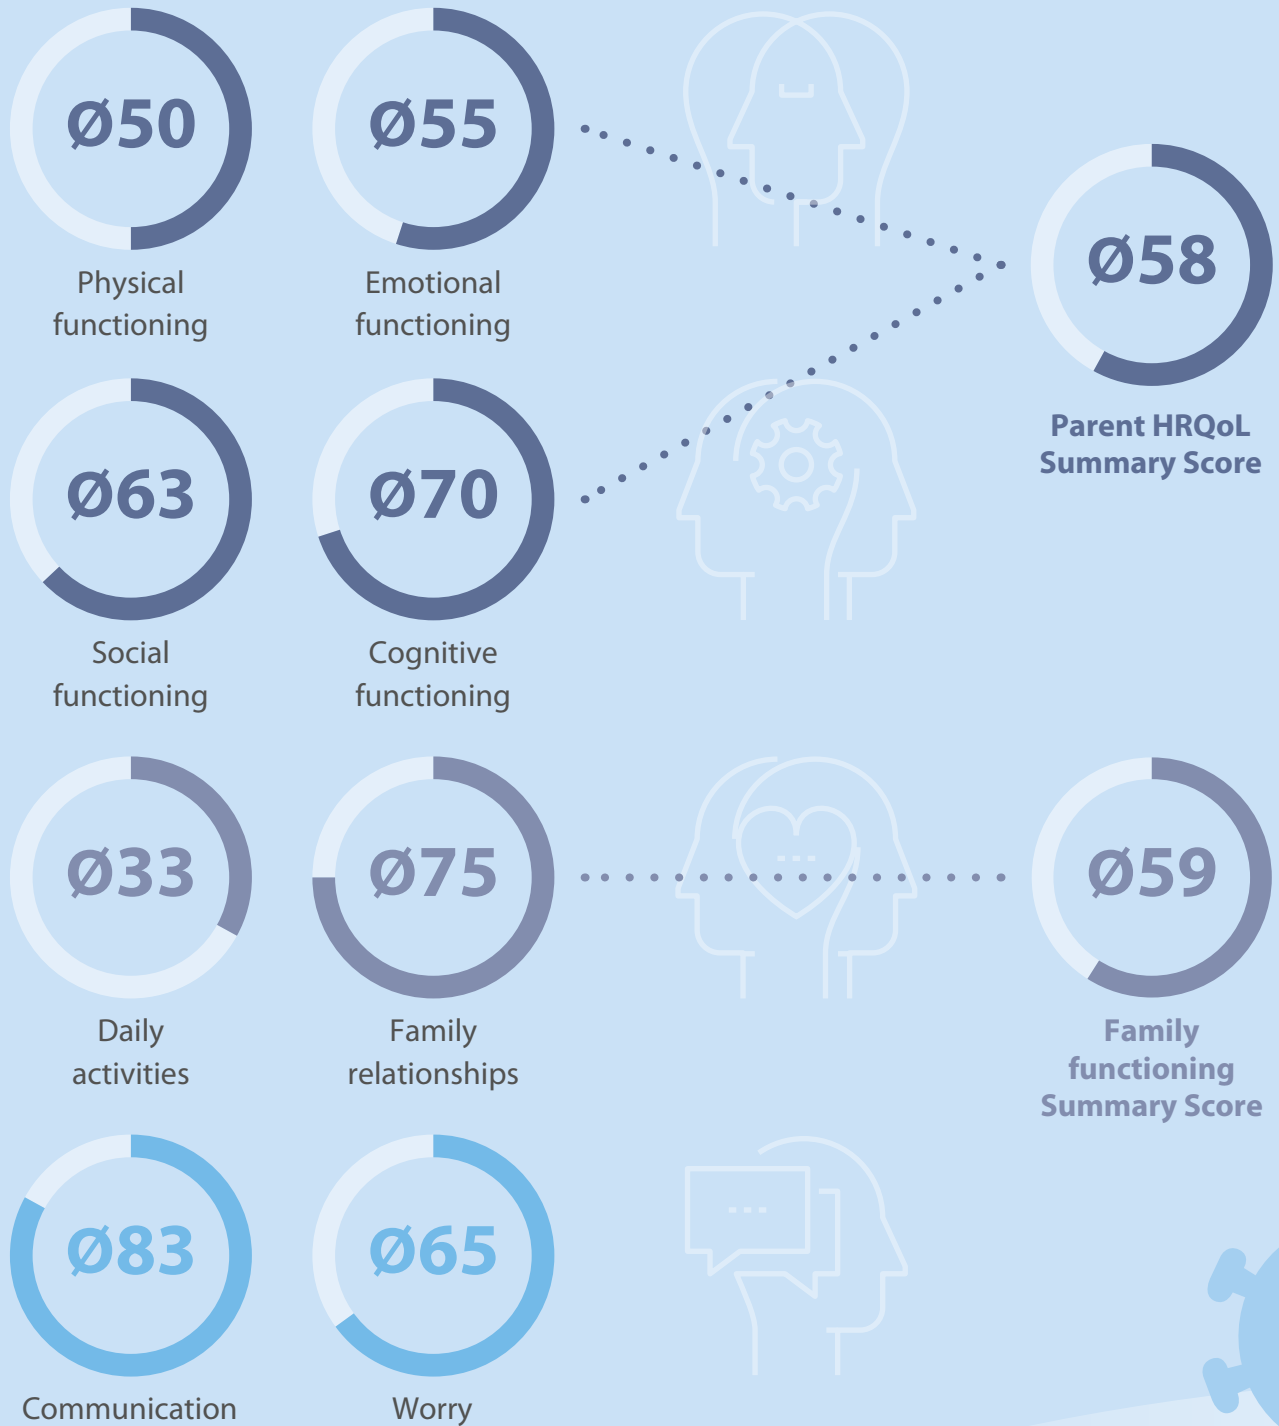 Ø50
Physical
functioning
Ø55
Emotional
functioning
Ø58
Parent HRQoL
Summary Score
Ø63
Social
functioning
Ø70
Cognitive
functioning
Ø33
Daily
activities
Ø75
Family
relationships
Ø59
Family
functioning
Summary Score
Ø83
Communication
Ø65
Worry